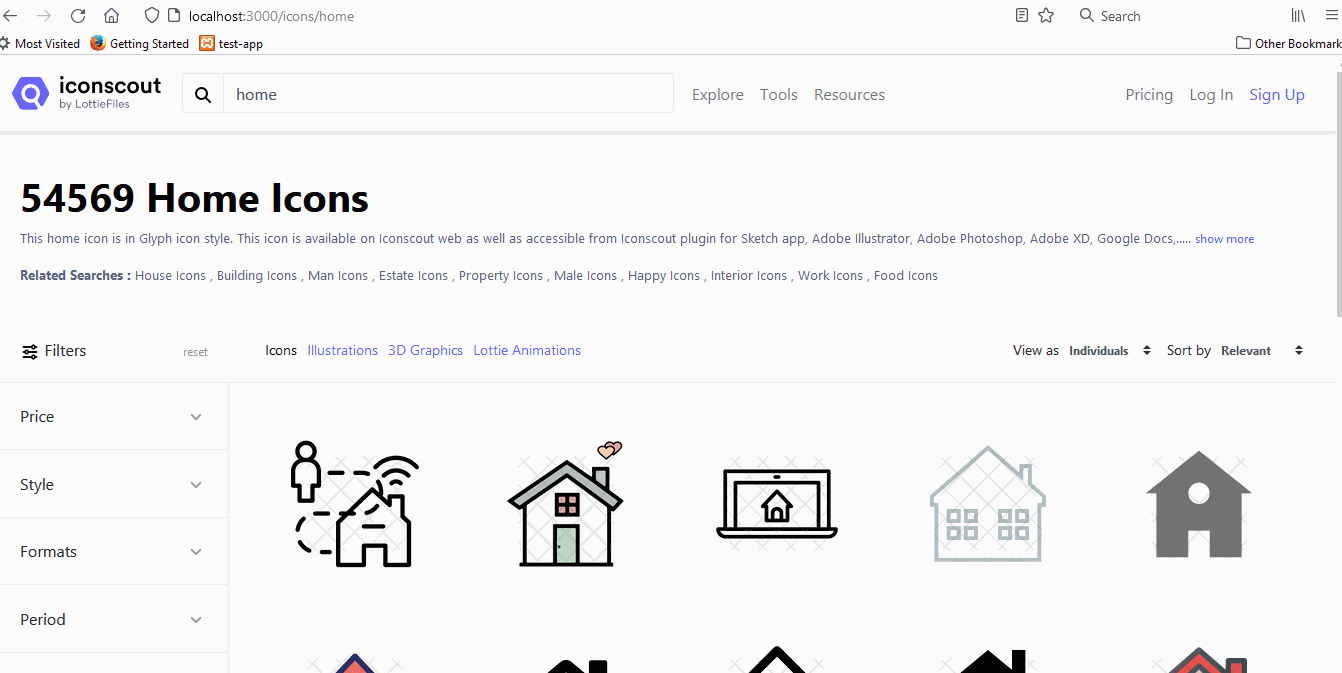 localhost:3000/icons/home
Search
Most Visited Getting Started test-app Other Bookmark
iconscout
by LottieFiles
home
Explore Tools Resources
Pricing Log In Sign Up
54569 Home Icons
This home icon is in Glyph icon style. This icon is available on Iconscout web as well as accessible from Iconscout plugin for Sketch app, Adobe Illustrator, Adobe Photoshop, Adobe XD, Google Docs,..... show more
Related Searches : House Icons , Building Icons , Man Icons , Estate Icons , Property Icons , Male Icons , Happy Icons , Interior Icons , Work Icons , Food Icons
Filters reset
Icons Illustrations 3D Graphics Lottie Animations
View as Individuals Sort by Relevant
Price
Style
Formats
Period